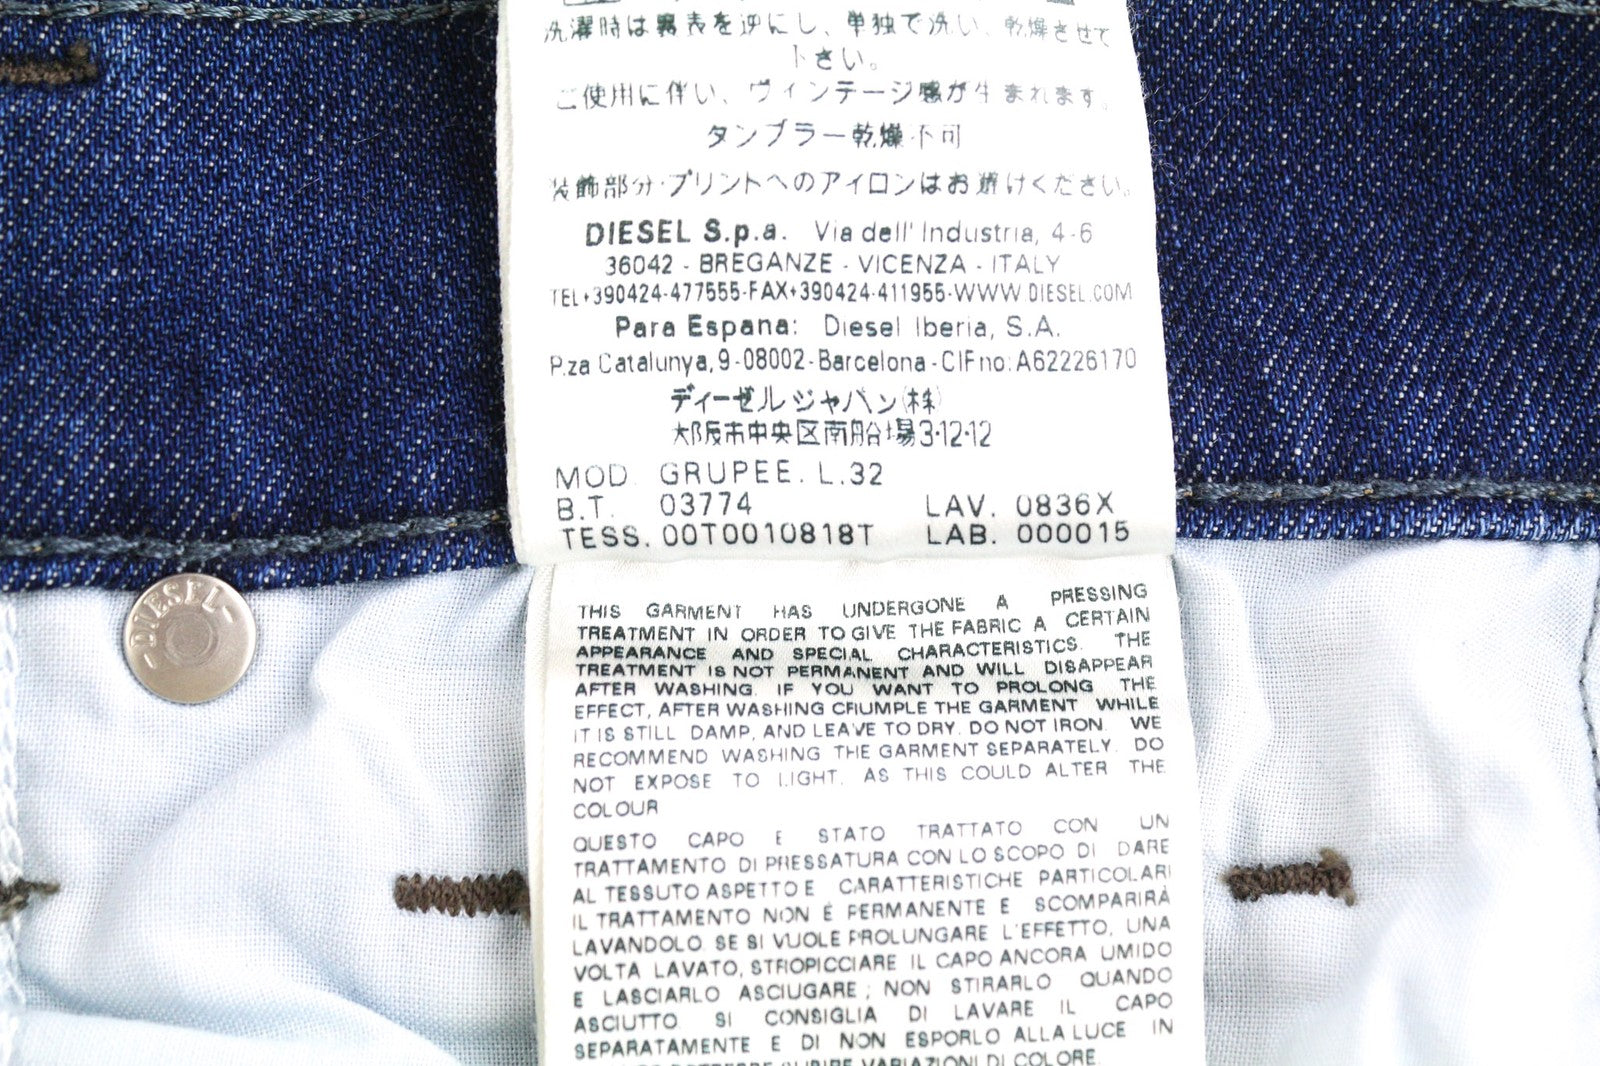 洗濯時は裏表を逆にし、単独で洗い、乾燥させて
下さい。
ご使用に伴い、ヴィンテージ感が生まれます。
タンブラー乾燥不可
装飾部分・プリントへのアイロンはお避けください。
DIESEL S.p.a. Via dell' Industria, 4-6
36042 - BREGANZE - VICENZA - ITALY
TEL+390424-477555-FAX+390424-411955-WWW.DIESEL.COM
Para Espana: Diesel Iberia, S.A.
P.za Catalunya, 9-08002-Barcelona-CIFno:A62226170
ディーゼルジャパン(株)
大阪市中央区南船場3-12-12
MOD. GRUPEE. L.32
B.T. 03774 LAV. 0836X
TESS. 00T0010818T LAB. 000015
DIESEL
THIS GARMENT HAS UNDERGONE A PRESSING
TREATMENT IN ORDER TO GIVE THE FABRIC A CERTAIN
APPEARANCE AND SPECIAL CHARACTERISTICS. THE
TREATMENT IS NOT PERMANENT AND WILL DISAPPEAR
AFTER WASHING. IF YOU WANT TO PROLONG THE
EFFECT, AFTER WASHING CRUMPLE THE GARMENT WHILE
IT IS STILL DAMP, AND LEAVE TO DRY. DO NOT IRON. WE
RECOMMEND WASHING THE GARMENT SEPARATELY. DO
NOT EXPOSE TO LIGHT. AS THIS COULD ALTER THE
COLOUR
QUESTO CAPO E STATO TRATTATO CON UN
TRATTAMENTO DI PRESSATURA CON LO SCOPO DI DARE
AL TESSUTO ASPETTO E CARATTERISTICHE PARTICOLARI
IL TRATTAMENTO NON É PERMANENTE E SCOMPARIRÀ
LAVANDOLO. SE SI VUOLE PROLUNGARE L'EFFETTO, UNA
VOLTA LAVATO, STROPICCIARE IL CAPO ANCORA UMIDO
E LASCIARLO ASCIUGARE; NON STIRARLO QUANDO
ASCIUTTO SI CONSIGLIA DI LAVARE IL CAPO
SEPARATAMENTE E DI NON ESPORLO ALLA LUCE IN
VARIAZIONI DI COLORE.